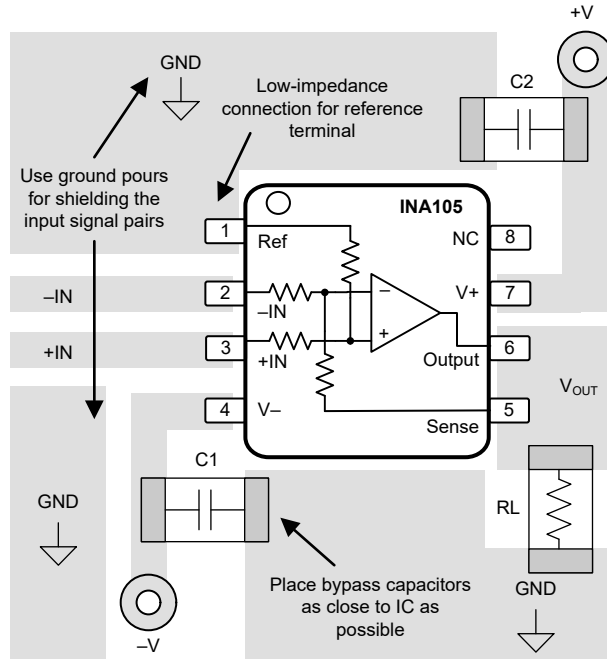 +V
GND
C2
Low-impedance
connection for reference
terminal
Use ground pours
for shielding the
input signal pairs
INA105
1
Ref
NC
8
–IN
2
–IN
V+
7
+IN
3
+IN
Output
6
4
V–
Sense
5
VOUT
C1
GND
RL
Place bypass capacitors
as close to IC as
possible
GND
–V
−
+